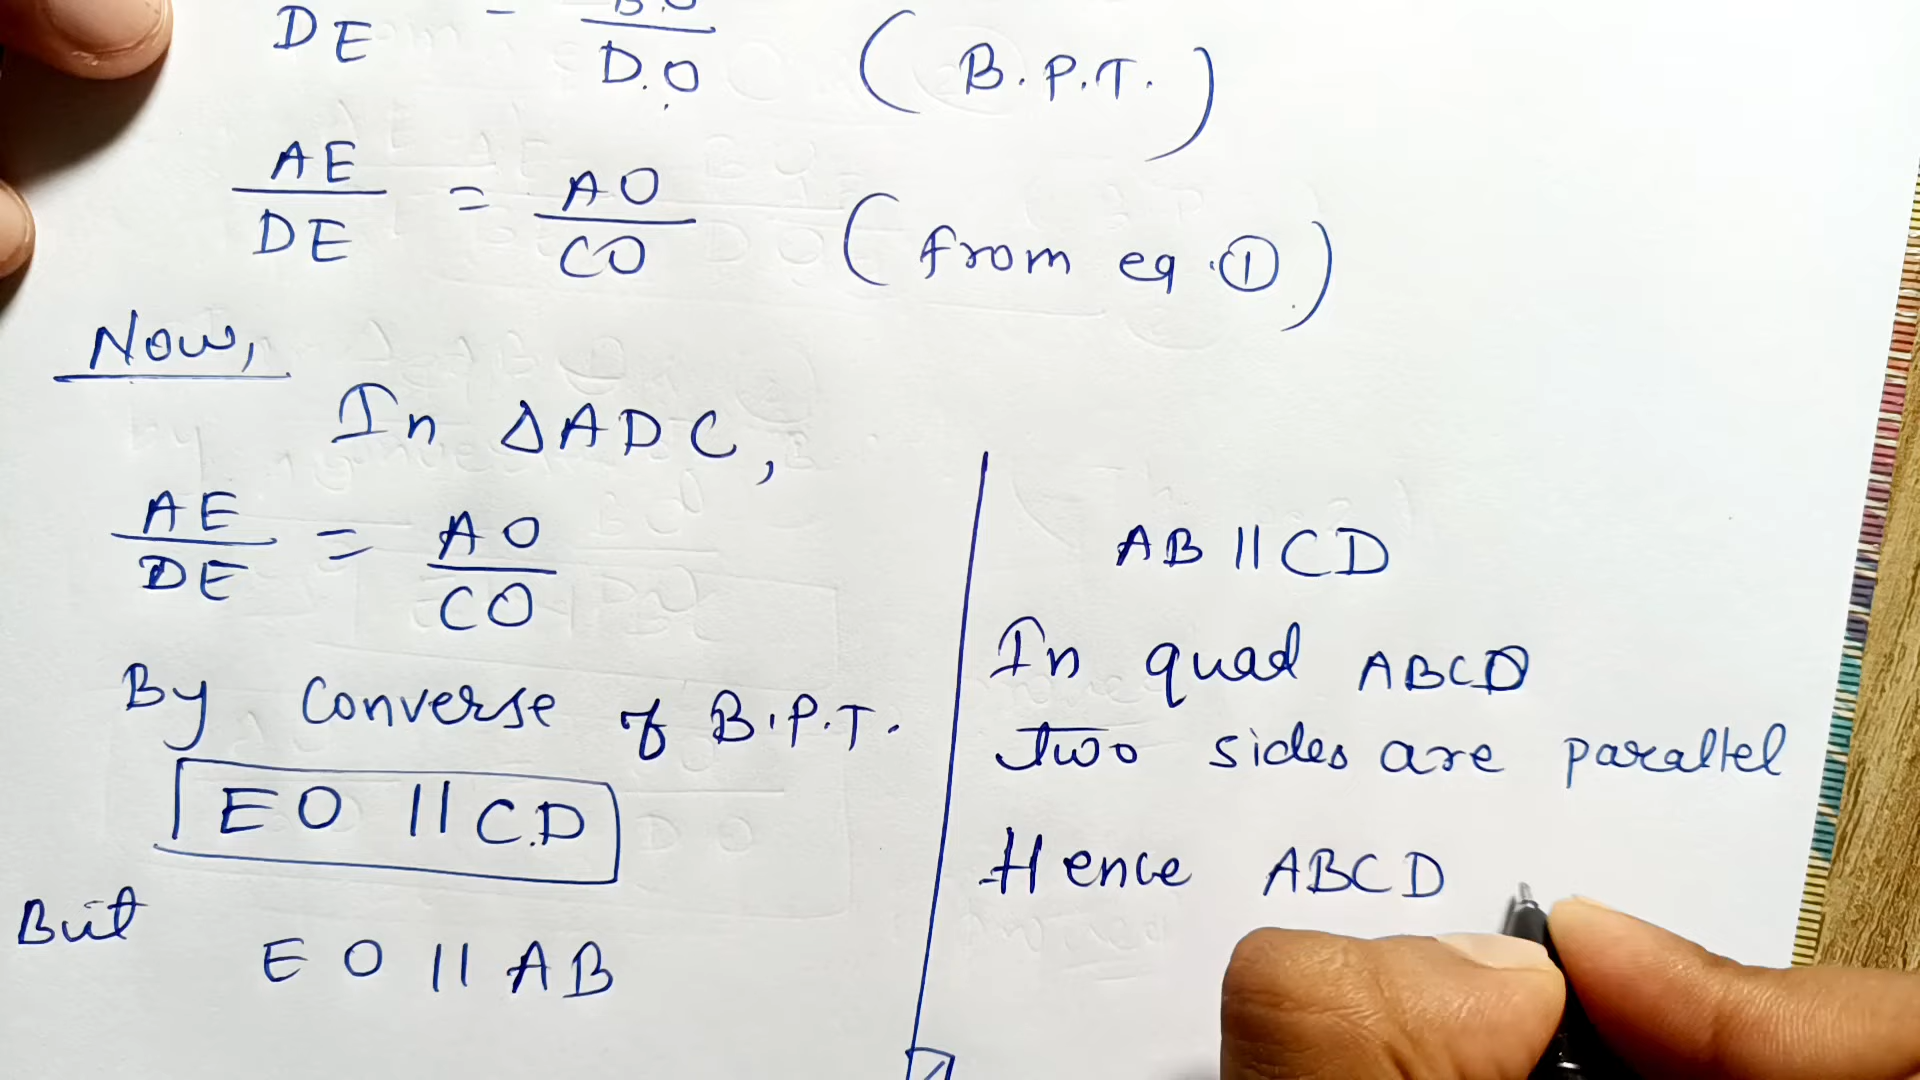 DE = B.O
D.O (B.P.T.)
AE
DE = AO
CO (from eq.①)
Now,
In ΔADC,
AE
DE = AO
CO
By Converse of B.P.T.
EO || C.D
But
EO || AB
AB || CD
In quad ABCD
Two sides are parallel
Hence ABCD